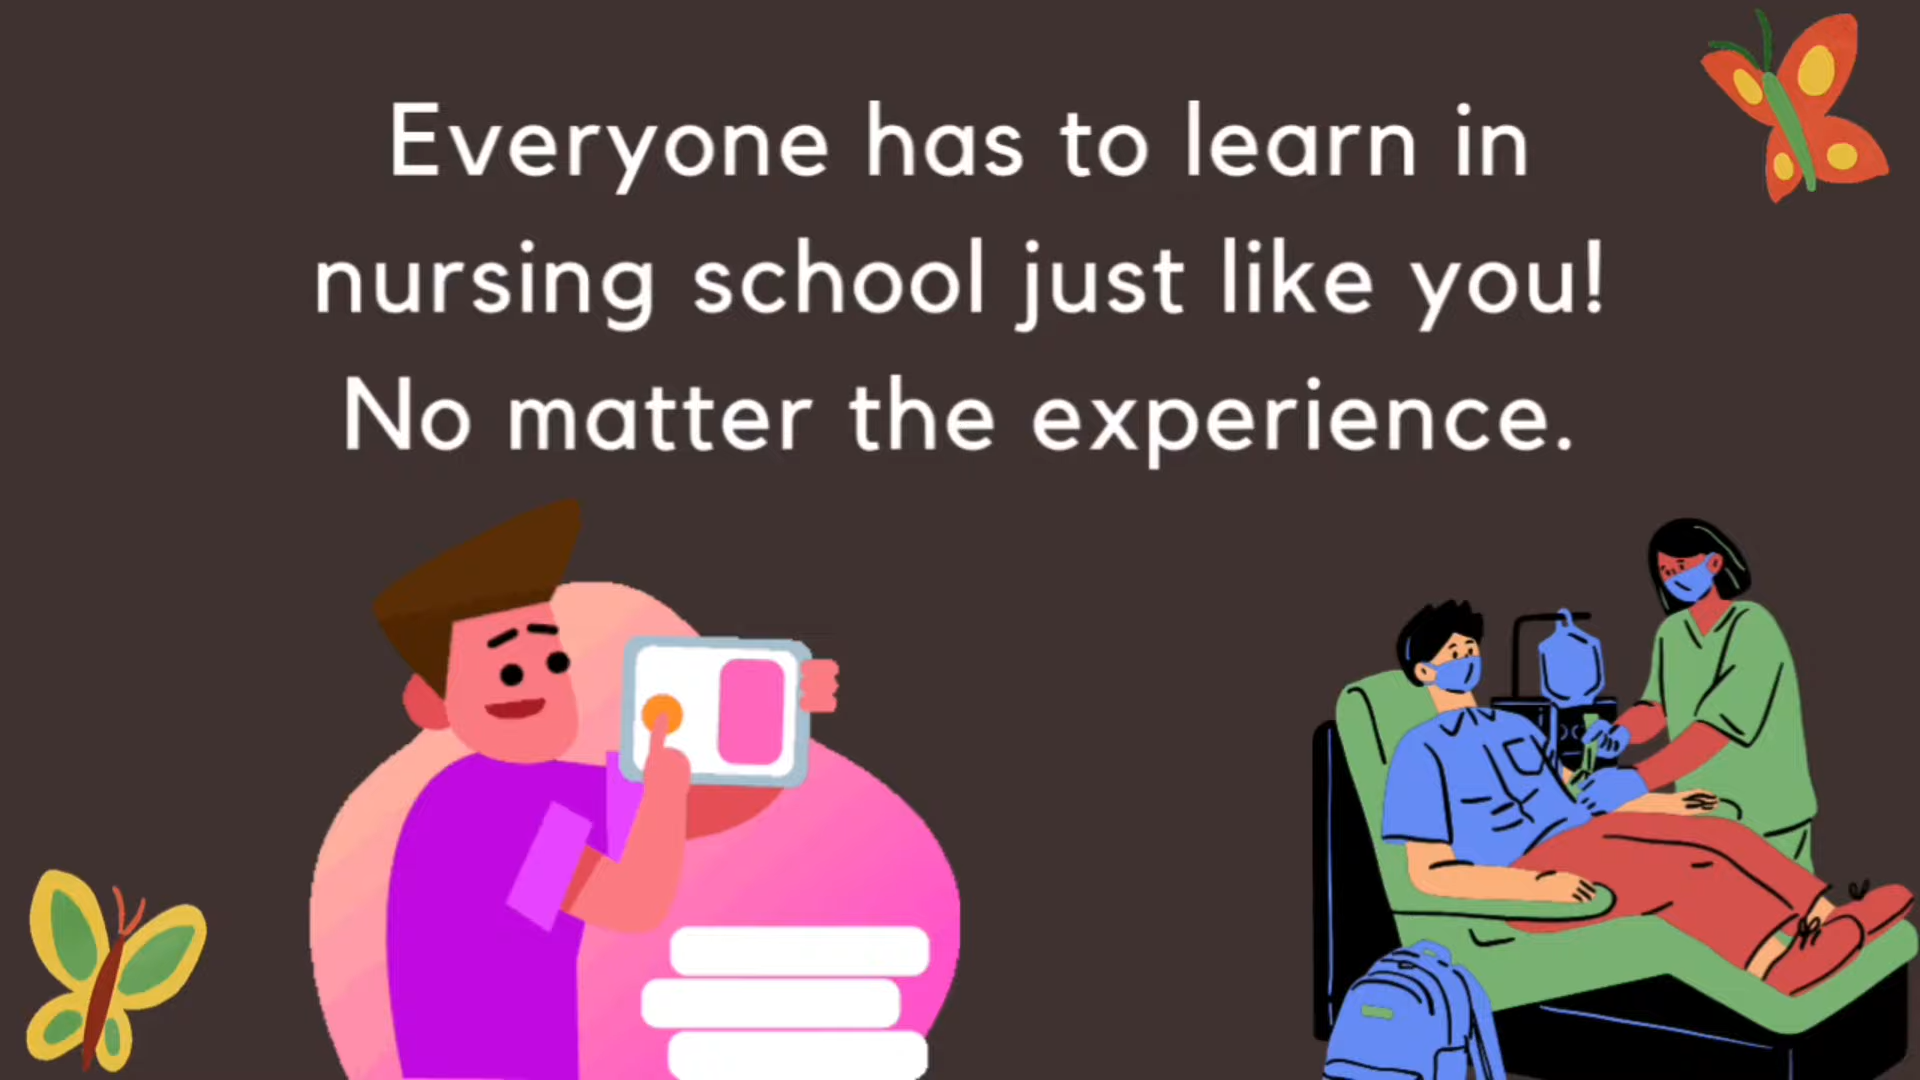 Everyone has to learn in
nursing school just like you!
No matter the experience.